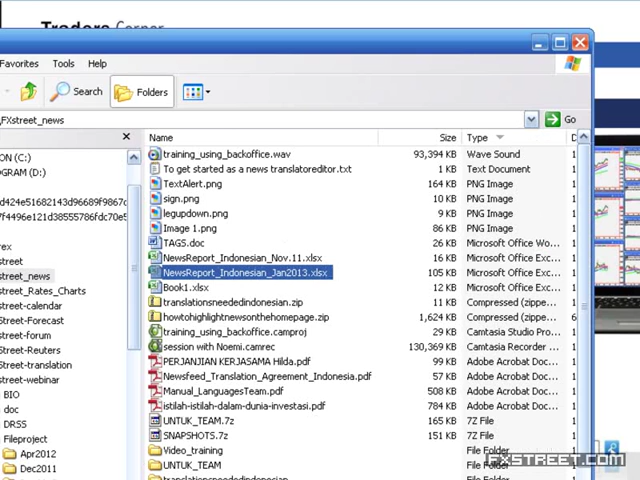 Traders Corner
Favorites Tools Help
Search Folders
FXstreet_news Go
Name Size Type
ON (C:)
OGRAM (D:)
d424e51682143d96689f9867c
7f4496e121d38555786fdc70e5
rex
street
street_news
street_Rates_Charts
street-calendar
street-Forecast
street-forum
street-Reuters
street-translation
street-webinar
BIO
doc
DRSS
Fileproject
Apr2012
Dec2011
training_using_backoffice.wav 93,394 KB Wave Sound
To get started as a news translatoreditor.txt 1 KB Text Document
TextAlert.png 164 KB PNG Image
sign.png 10 KB PNG Image
legupdown.png 9 KB PNG Image
Image 1.png 86 KB PNG Image
TAGS.doc 26 KB Microsoft Office Wo...
NewsReport_Indonesian_Nov.11.xlsx 16 KB Microsoft Office Exc...
NewsReport_Indonesian_Jan2013.xlsx 105 KB Microsoft Office Exc...
Book1.xlsx 12 KB Microsoft Office Exc...
translationsneededindonesian.zip 11 KB Compressed (zippe...
howtohighlightnewsonthehomepage.zip 1,624 KB Compressed (zippe...
training_using_backoffice.camproj 99 KB Camtasia Studio Pro...
session with Noemi.camrec 130,369 KB Camtasia Recorder ...
PERJANJIAN KERJASAMA Hilda.pdf 99 KB Adobe Acrobat Doc...
Newsfeed_Translation_Agreement_Indonesia.pdf 57 KB Adobe Acrobat Doc...
Manual_LanguagesTeam.pdf 508 KB Adobe Acrobat Doc...
istilah-istilah-dalam-dunia-investasi.pdf 784 KB Adobe Acrobat Doc...
UNTUK_TEAM.7z 165 KB 7Z File
SNAPSHOTS.7z 151 KB 7Z File
Video_training File Folder
UNTUK_TEAM File Folder
translationsneededindonesian File Folder
FXSTREET.COM